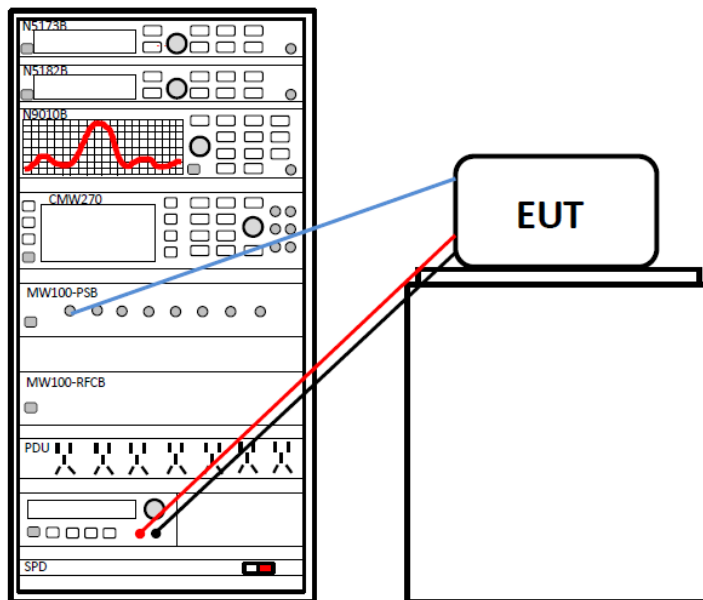 N5173B
N5182B
N9010B
CMW270
EUT
MW100-PSB
MW100-RFCB
PDU
SPD